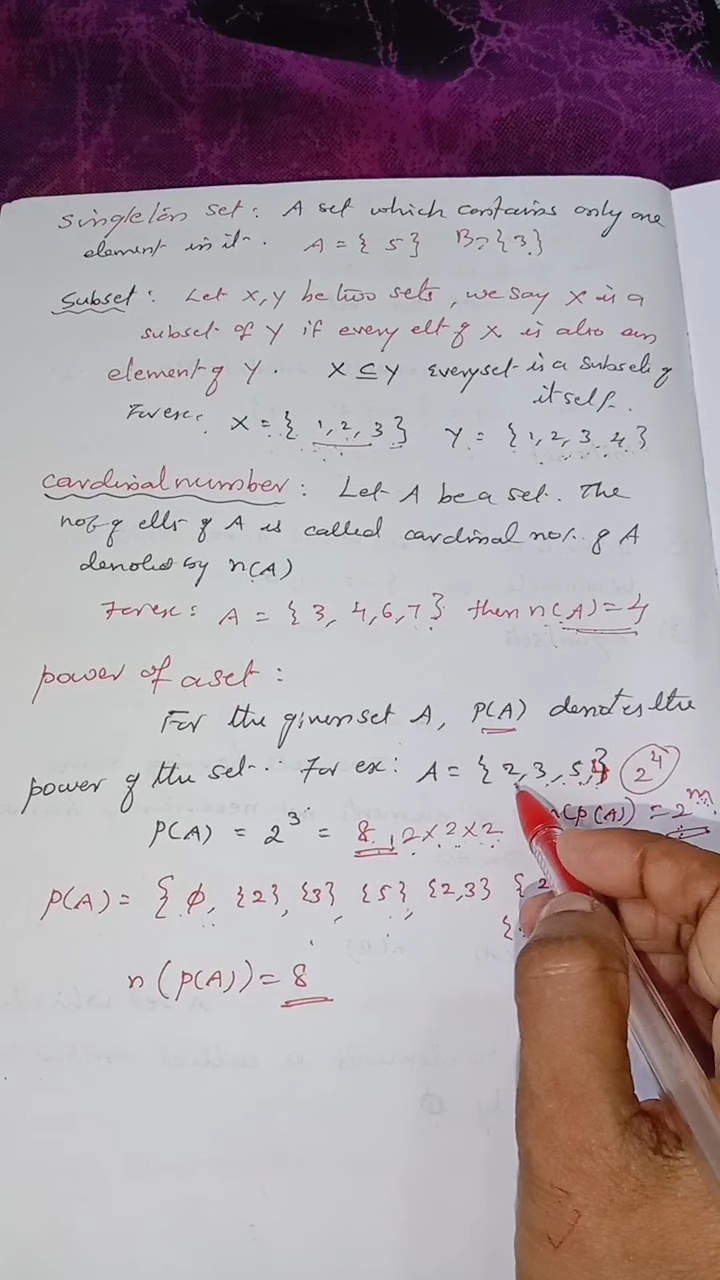 Singleton set: A set which contains only one
element in it. A = { 5 } B = { 3 }
Subset: Let X, Y be two sets, we say X is a
subset of Y if every elt of X is also an
element of Y. X ⊆ Y Every set is a subset of
itself.
For ex: X = { 1, 2, 3 } Y = { 1, 2, 3, 4 }
cardinal number: Let A be a set. The
no. of elts of A is called cardinal no. of A
denoted by n(A)
For ex: A = { 3, 4, 6, 7 } then n(A) = 4
power of a set:
For the given set A, P(A) denotes the
power of the set. For ex: A = { 2, 3, 5, 4 } 2⁴
P(A) = 2³ = 8, 2×2×2 n(P(A)) = 2ᵐ
P(A) = { ϕ, {2}, {3} {5} {2,3} {2
{
n(P(A)) = 8